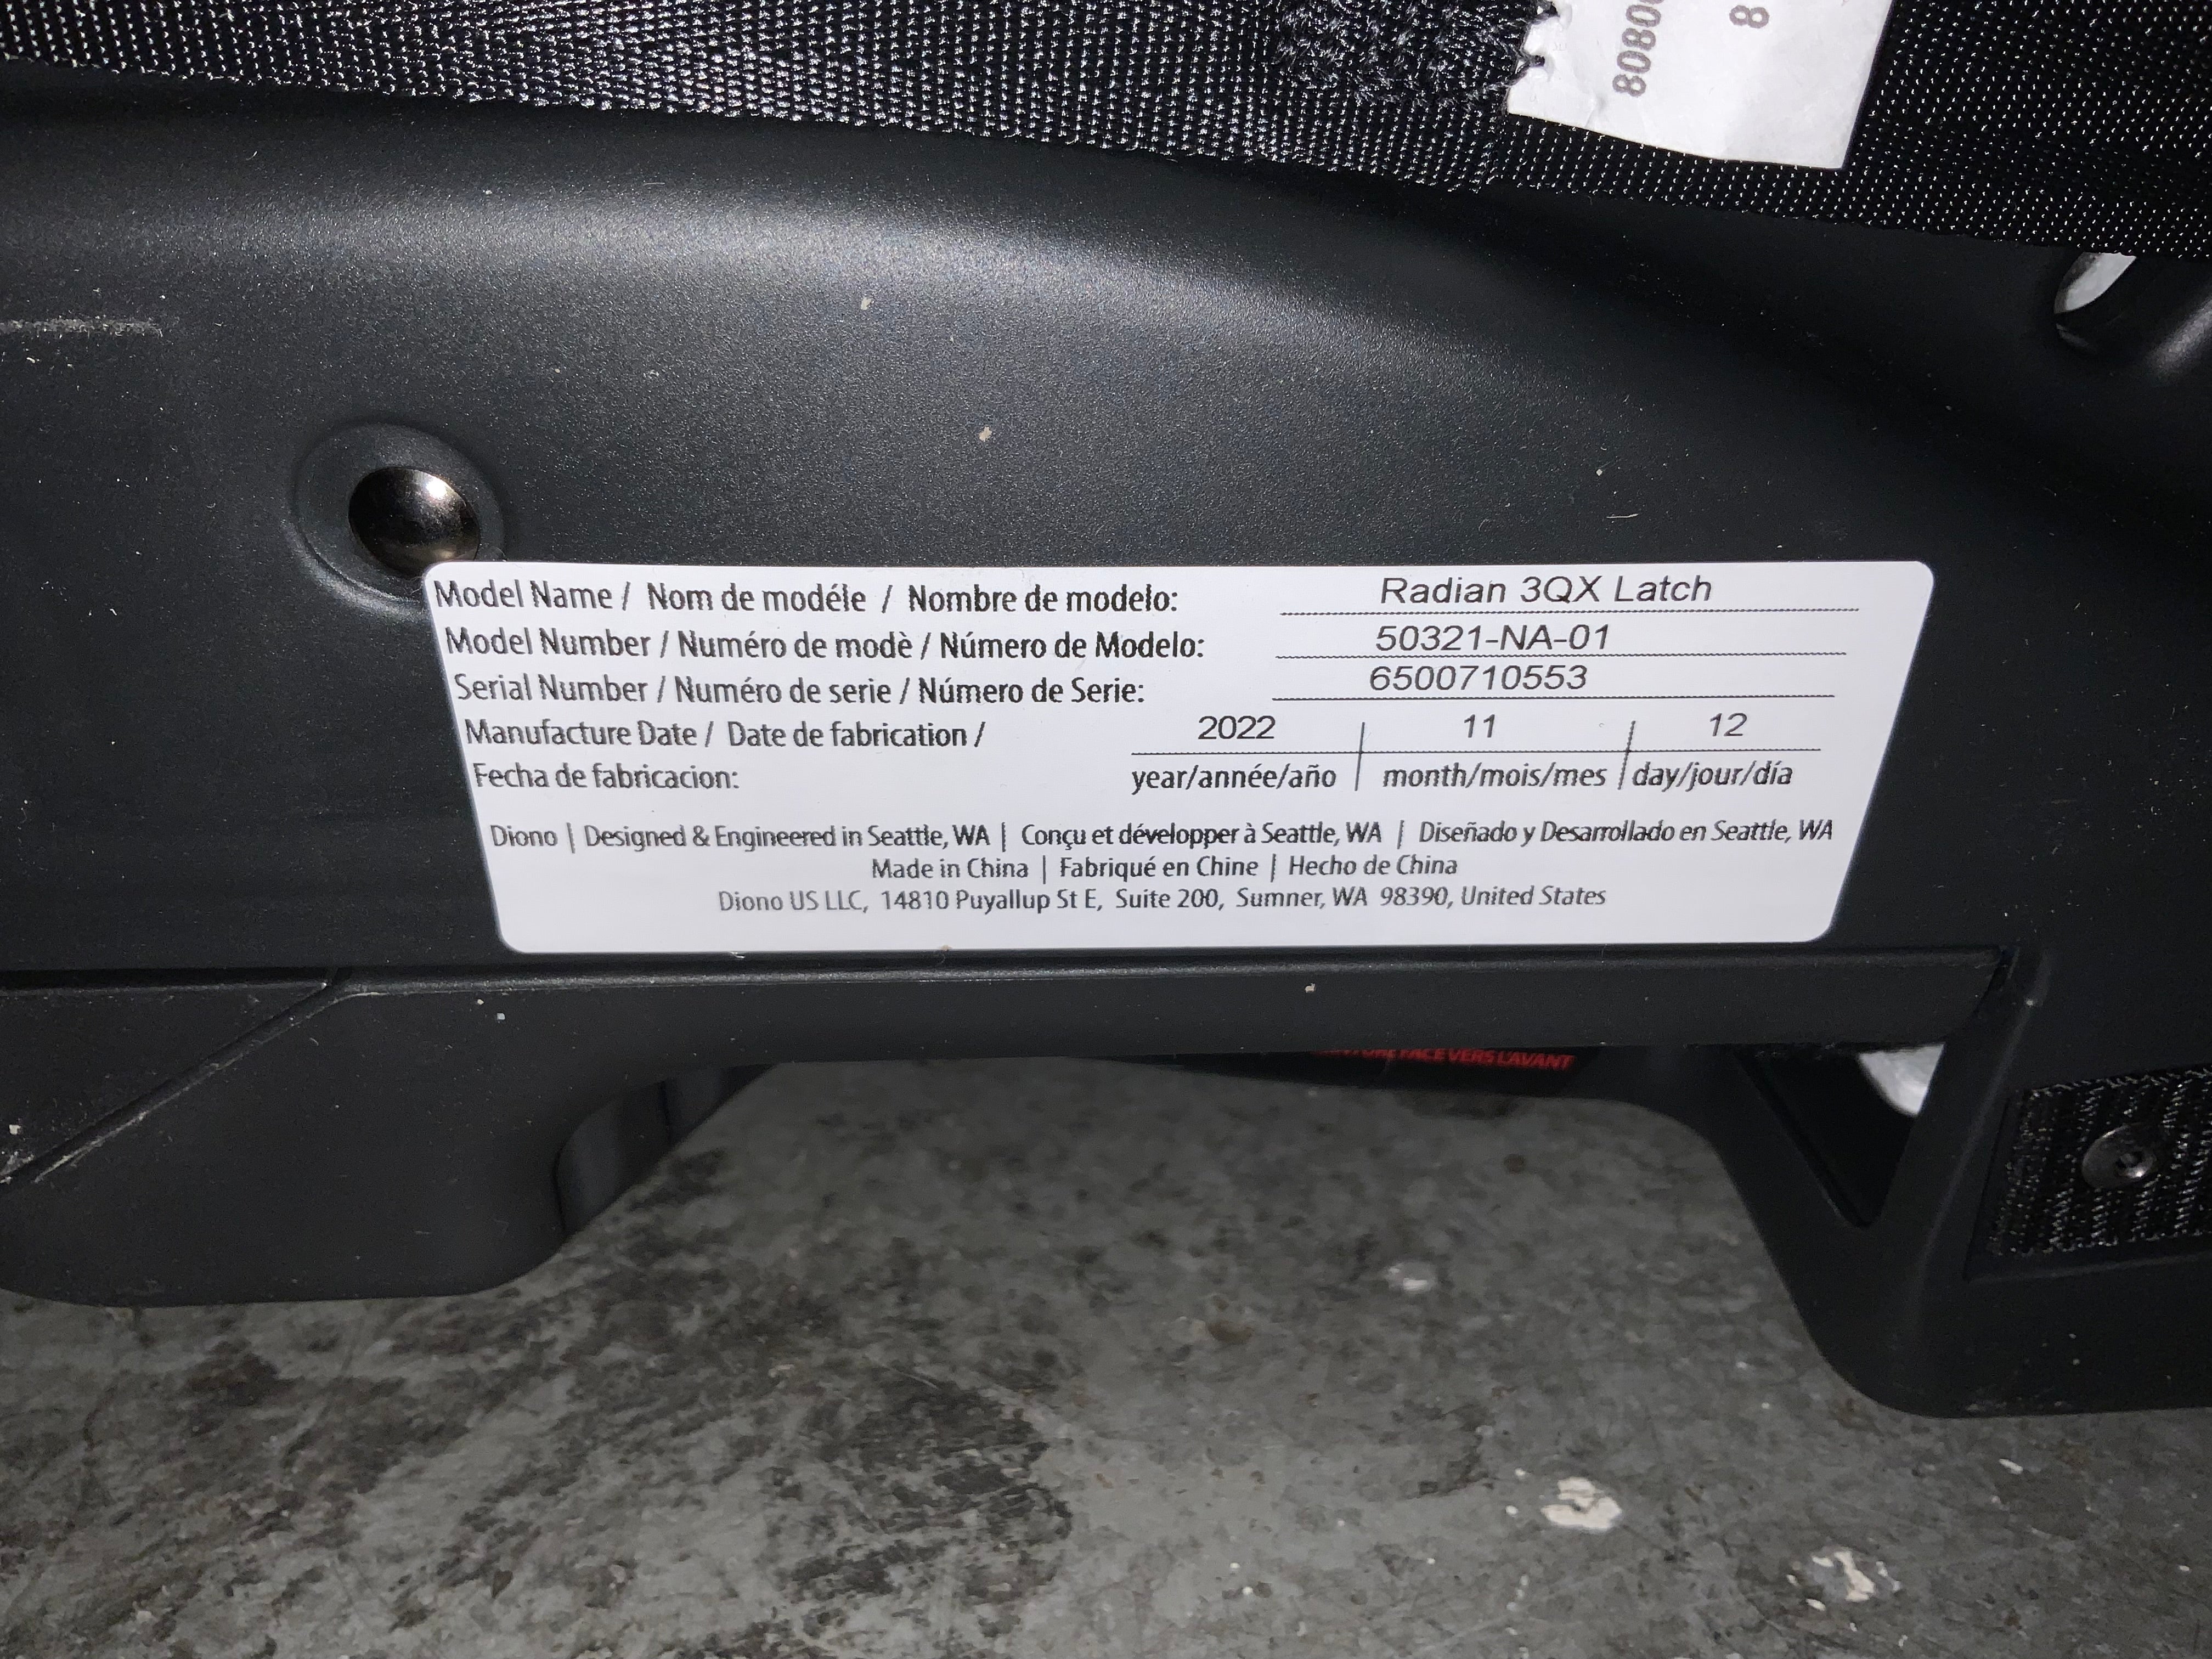 8
Model Name / Nom de modéle / Nombre de modelo: Radian 3QX Latch
Model Number / Numéro de modè / Número de Modelo: 50321-NA-01
Serial Number / Numéro de serie / Número de Serie: 6500710553
Manufacture Date / Date de fabrication / 2022 | 11 | 12
Fecha de fabricacion: year/année/año | month/mois/mes | day/jour/día
Diono | Designed & Engineered in Seattle, WA | Conçu et développer à Seattle, WA | Diseñado y Desarrollado en Seattle, WA
Made in China | Fabriqué en Chine | Hecho de China
Diono US LLC, 14810 Puyallup St E, Suite 200, Sumner, WA 98390, United States
FACE VERS L'AVANT